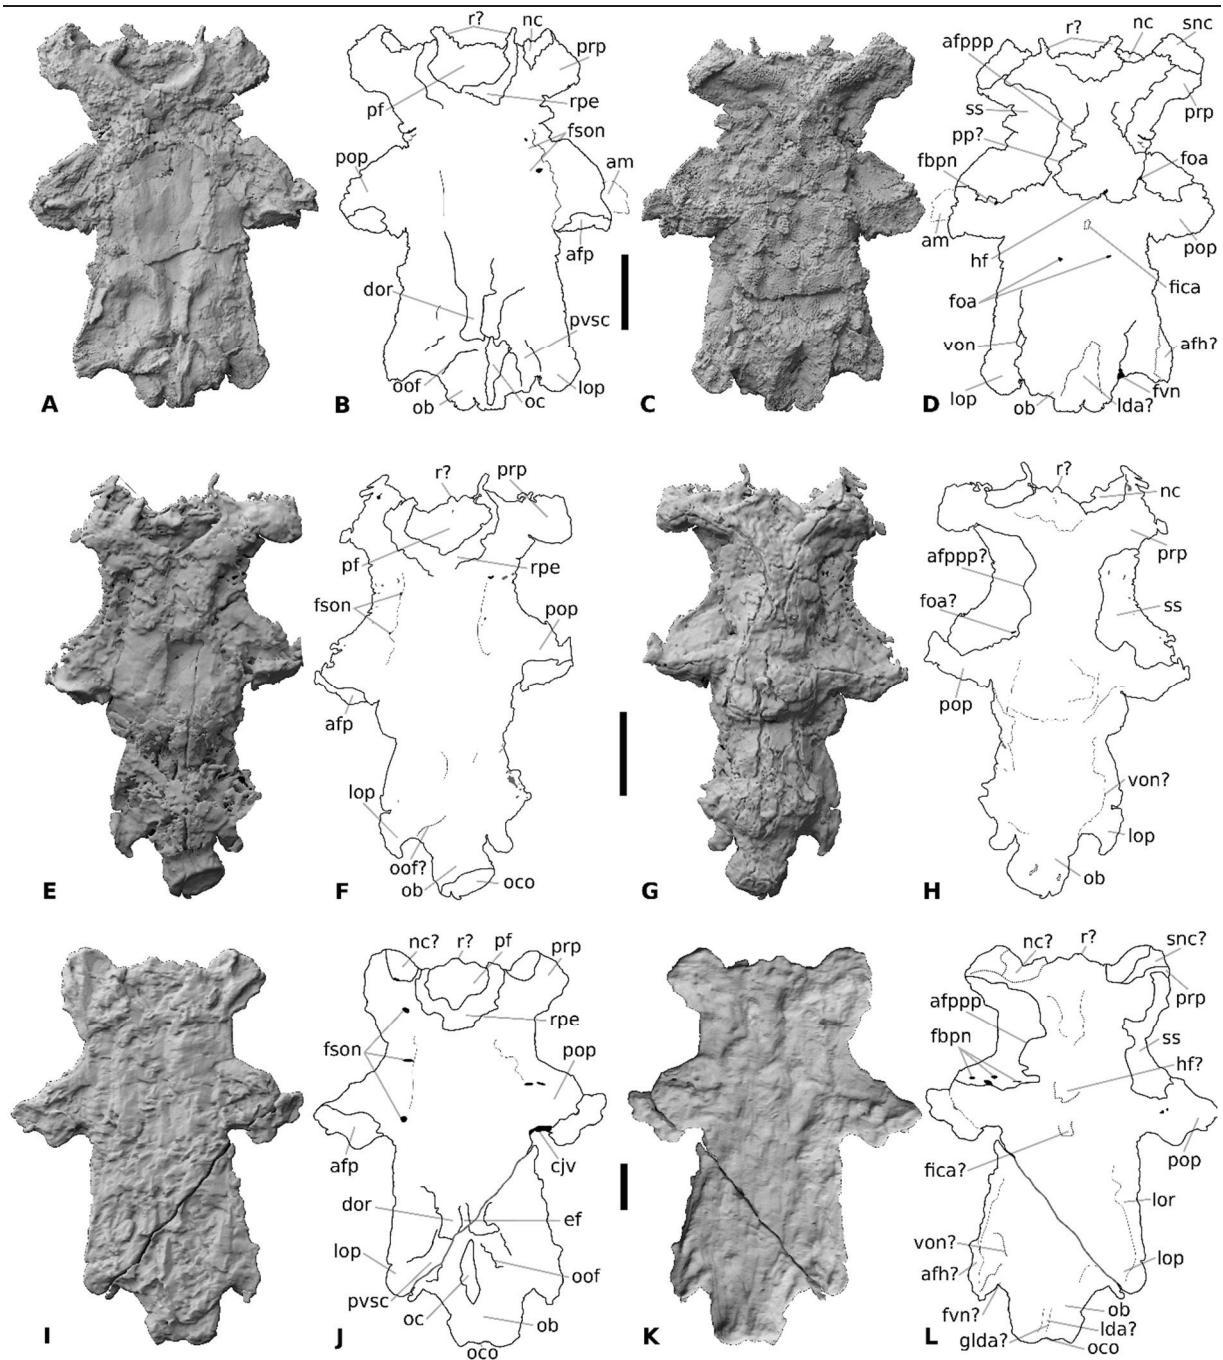 r?
nc
prp
pf
rpe
fson
pop
am
afp
dor
pvsc
oof
ob
oc
lop
A
B
r?
nc
snc
afppp
ss
prp
pp?
fbpn
foa
am
pop
hf
fica
foa
von
afh?
lop
ob
lda?
fvn
C
D
r?
prp
pf
rpe
fson
pop
afp
lop
oof?
ob
oco
E
F
r?
nc
prp
afppp?
foa?
ss
pop
von?
lop
ob
G
H
nc?
r?
pf
prp
rpe
fson
pop
afp
cjv
dor
ef
lop
oof
pvsc
oc
ob
oco
I
J
nc?
r?
snc?
afppp
prp
fbpn
ss
hf?
fica?
pop
lor
von?
afh?
lop
fvn?
ob
lda?
glda?
oco
K
L